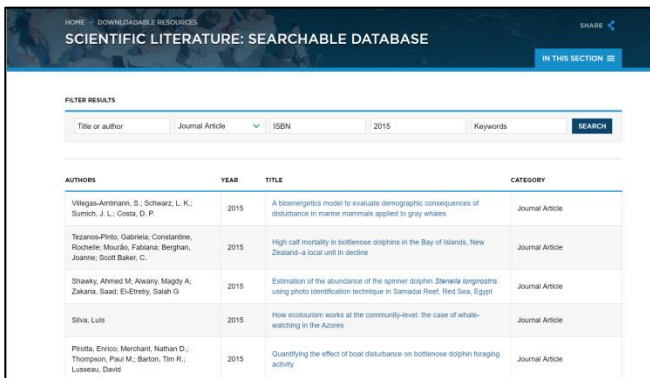 HOME · DOWNLOADABLE RESOURCES
SHARE
SCIENTIFIC LITERATURE: SEARCHABLE DATABASE
IN THIS SECTION
FILTER RESULTS
Title or author Journal Article ISBN 2015 Keywords SEARCH
AUTHORS YEAR TITLE CATEGORY
Villegas-Amtmann, S.; Schwarz, L. K.;
Sumich, J. L.; Costa, D. P.
2015
A bioenergetics model to evaluate demographic consequences of
disturbance in marine mammals applied to gray whales
Journal Article
Tezanos-Pinto, Gabriela; Constantine,
Rochelle; Mourão, Fabiana; Berghan,
Joanne; Scott Baker, C.
2015
High calf mortality in bottlenose dolphins in the Bay of Islands, New
Zealand–a local unit in decline
Journal Article
Shawky, Ahmed M; Alwany, Magdy A;
Zakaria, Saad; El-Etreby, Salah G
2015
Estimation of the abundance of the spinner dolphin Stenella longirostris
using photo identification technique in Samadai Reef, Red Sea, Egypt
Journal Article
Silva, Luis
2015
How ecotourism works at the community-level: the case of whale-
watching in the Azores
Journal Article
Pirotta, Enrico; Merchant, Nathan D.;
Thompson, Paul M.; Barton, Tim R.;
Lusseau, David
2015
Quantifying the effect of boat disturbance on bottlenose dolphin foraging
activity
Journal Article